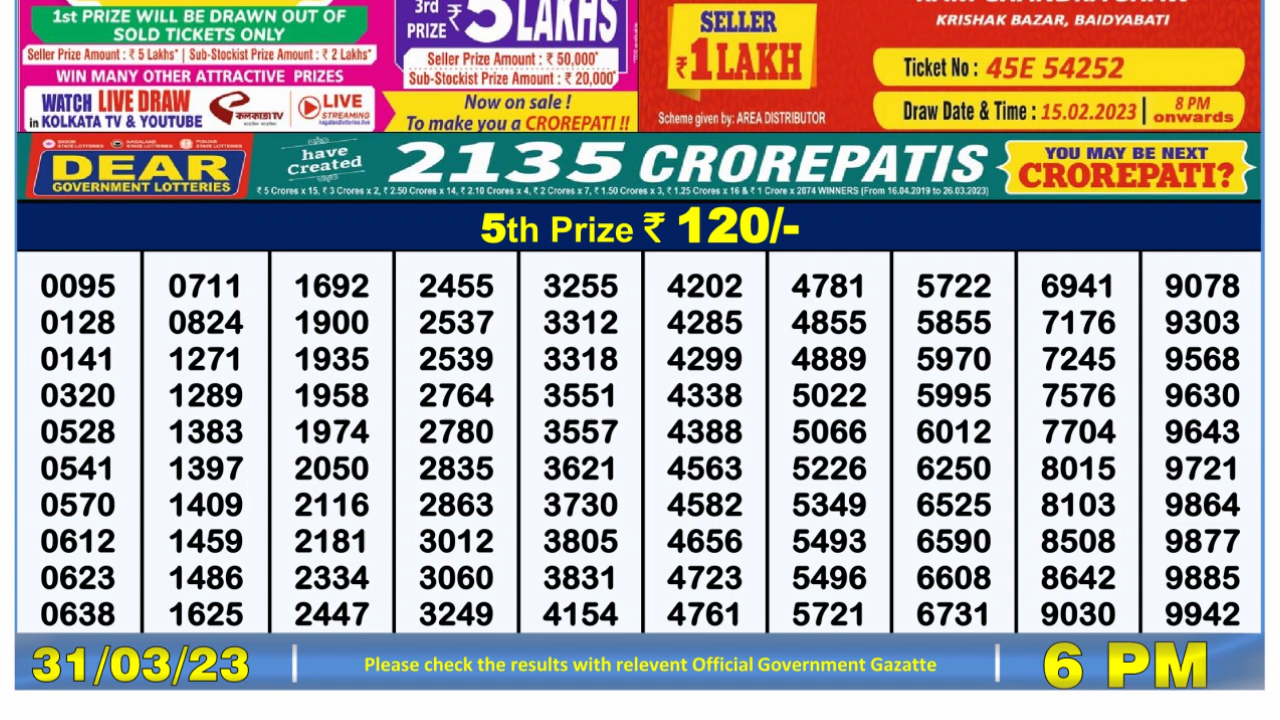 1st PRIZE WILL BE DRAWN OUT OF
SOLD TICKETS ONLY
Seller Prize Amount : ₹ 5 Lakhs* | Sub-Stockist Prize Amount : ₹ 2 Lakhs*
WIN MANY OTHER ATTRACTIVE PRIZES
WATCH LIVE DRAW
in KOLKATA TV & YOUTUBE
কলকাতা TV
LIVE
STREAMING
3rd
PRIZE ₹ 5 LAKHS
Seller Prize Amount : ₹ 50,000*
Sub-Stockist Prize Amount : ₹ 20,000*
Now on sale !
To make you a CROREPATI !!
SELLER
₹1 LAKH
Scheme given by: AREA DISTRIBUTOR
KRISHAK BAZAR, BAIDYABATI
Ticket No : 45E 54252
Draw Date & Time : 15.02.2023 | 8 PM onwards
DEAR
GOVERNMENT LOTTERIES
have
Created
2135 CROREPATIS
₹ 5 Crores x 15, ₹ 3 Crores x 2, ₹ 2.50 Crores x 14, ₹ 2.10 Crores x 4, ₹ 2 Crores x 7, ₹ 1.50 Crores x 3, ₹ 1.25 Crores x 16 & ₹ 1 Crore x 2074 WINNERS (From 16.04.2019 to 26.03.2023)
YOU MAY BE NEXT
CROREPATI?
5th Prize ₹ 120/-
0095 0711 1692 2455 3255 4202 4781 5722 6941 9078
0128 0824 1900 2537 3312 4285 4855 5855 7176 9303
0141 1271 1935 2539 3318 4299 4889 5970 7245 9568
0320 1289 1958 2764 3551 4338 5022 5995 7576 9630
0528 1383 1974 2780 3557 4388 5066 6012 7704 9643
0541 1397 2050 2835 3621 4563 5226 6250 8015 9721
0570 1409 2116 2863 3730 4582 5349 6525 8103 9864
0612 1459 2181 3012 3805 4656 5493 6590 8508 9877
0623 1486 2334 3060 3831 4723 5496 6608 8642 9885
0638 1625 2447 3249 4154 4761 5721 6731 9030 9942
31/03/23 | Please check the results with relevent Official Government Gazatte | 6 PM